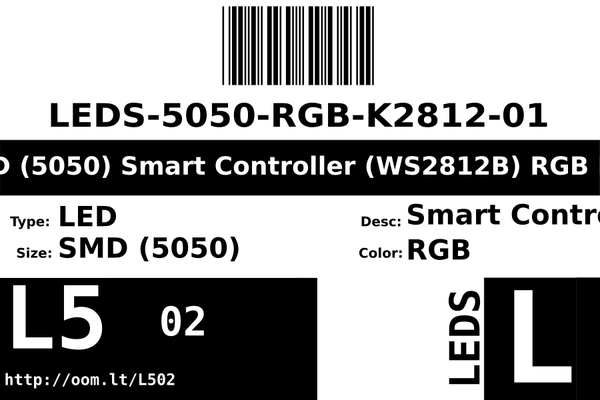 LEDS-5050-RGB-K2812-01
(5050) Smart Controller (WS2812B) RGB
Type: LED
Desc: Smart
Size: SMD (5050)
Color: RGB
L5 02
LEDS L
http://oom.lt/L502